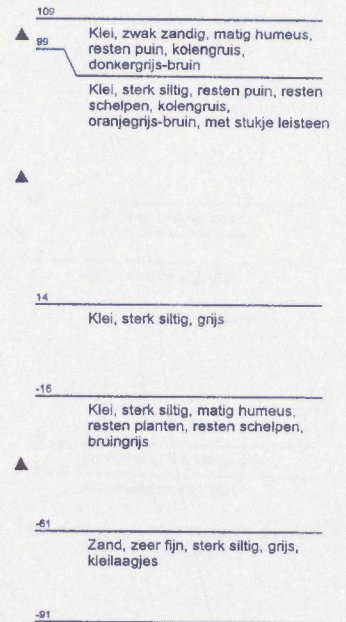 109
Klei, zwak zandig, matig humeus,
99
resten puin, kolengruis,
donkergrijs-bruin
Klei, sterk siltig, resten puin, resten
schelpen, kolengruis,
oranjegrijs-bruin, met stukje leisteen
14
Klei, sterk siltig, grijs
-16
Klei, sterk siltig, matig humeus,
resten planten, resten schelpen,
bruingrijs
-61
Zand, zeer fijn, sterk siltig, grijs,
kleilaagjes
-91